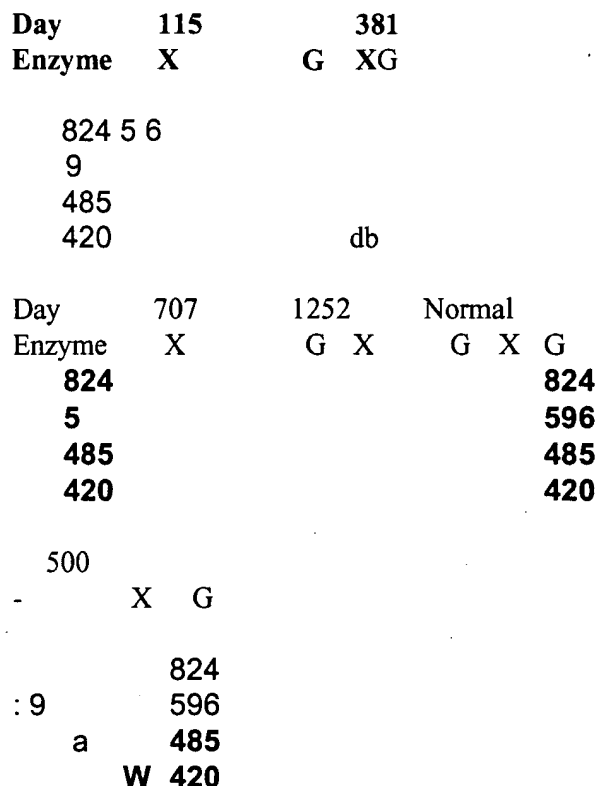 Day 115 381
Enzyme X G XG
824 5 6
9
485
420 db
Day 707 1252 Normal
Enzyme X G X G X G
824 824
5 596
485 485
420 420
500
- X G
824
: 9 596
a 485
W 420